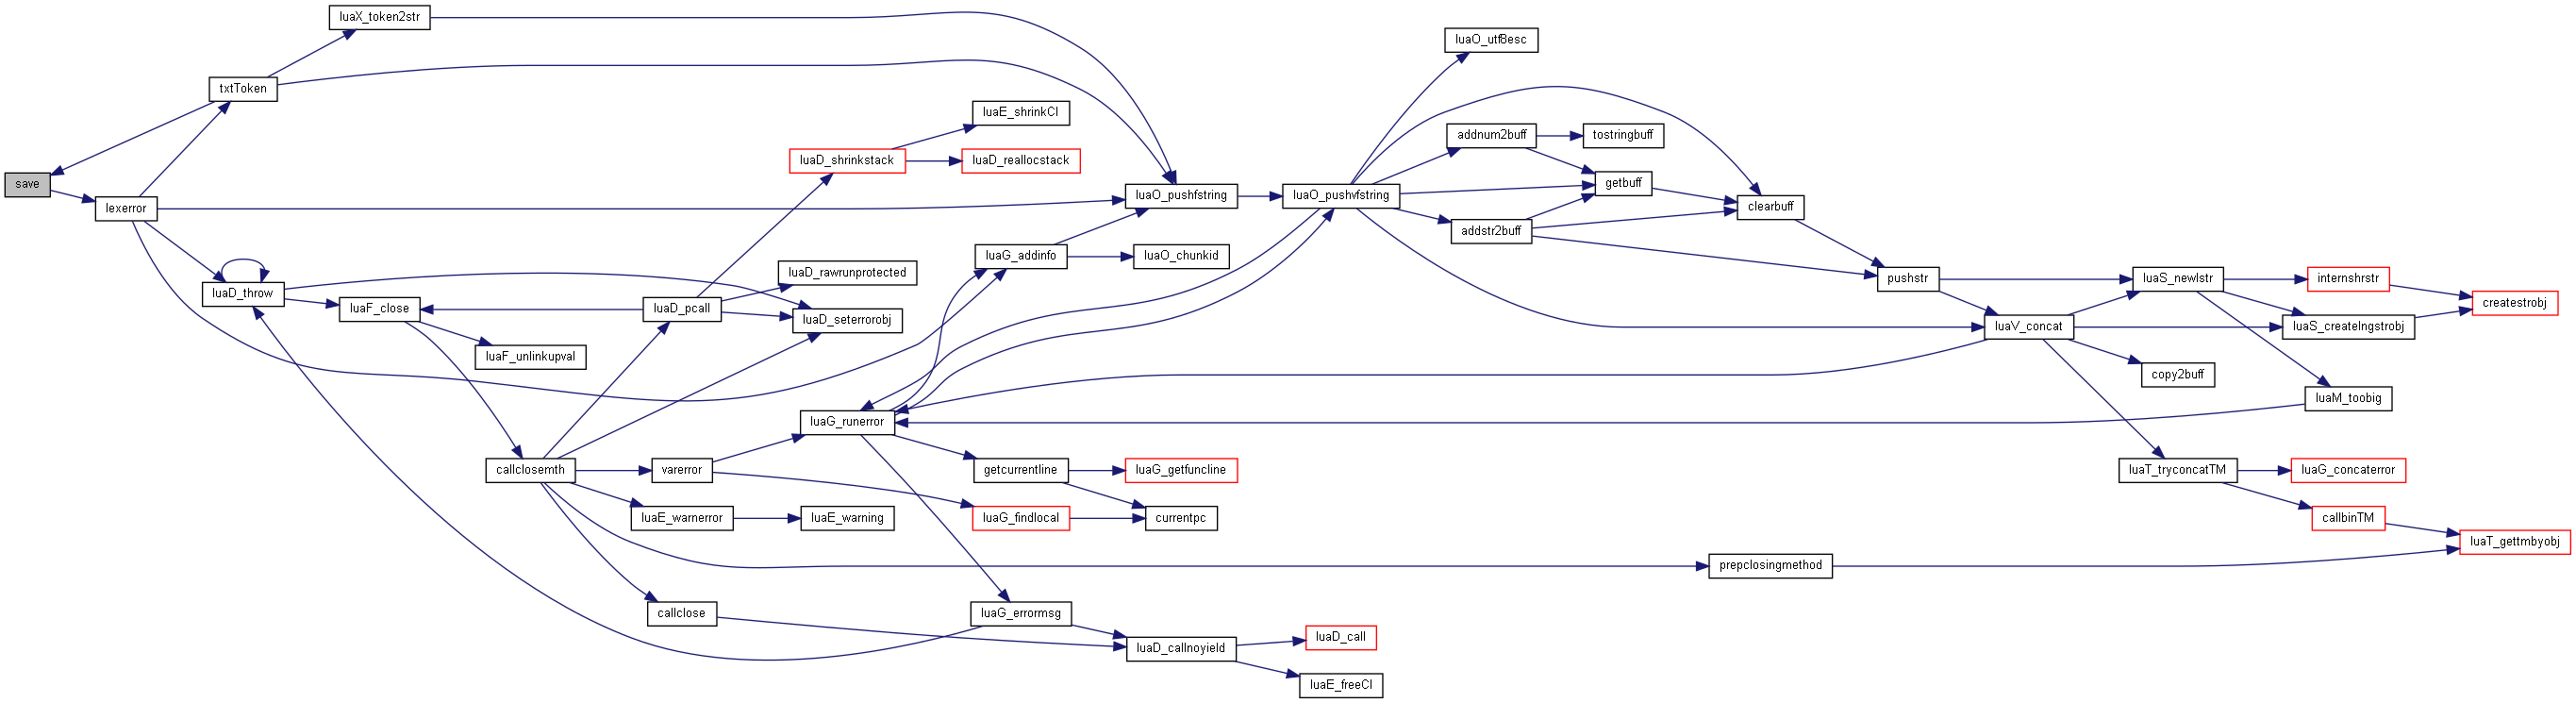 save
lexerror
txtToken
luaX_token2str
luaD_throw
luaF_close
luaF_unlinkupval
callclosemth
luaD_pcall
varerror
luaE_warnerror
callclose
luaD_shrinkstack
luaD_rawrunprotected
luaD_seterrorobj
luaG_runerror
luaE_warning
luaE_shrinkCI
luaD_reallocstack
luaG_addinfo
getcurrentline
luaG_findlocal
luaG_errormsg
luaO_pushfstring
luaO_chunkid
luaG_getfuncline
currentpc
luaD_callnoyield
luaO_pushvfstring
luaD_call
luaE_freeCI
luaO_utf8esc
addnum2buff
addstr2buff
tostringbuff
getbuff
clearbuff
prepclosingmethod
pushstr
luaV_concat
luaS_newlstr
copy2buff
luaT_tryconcatTM
internshrstr
luaS_createlngstrobj
luaM_toobig
luaG_concaterror
callbinTM
createstrobj
luaT_gettmbyobj